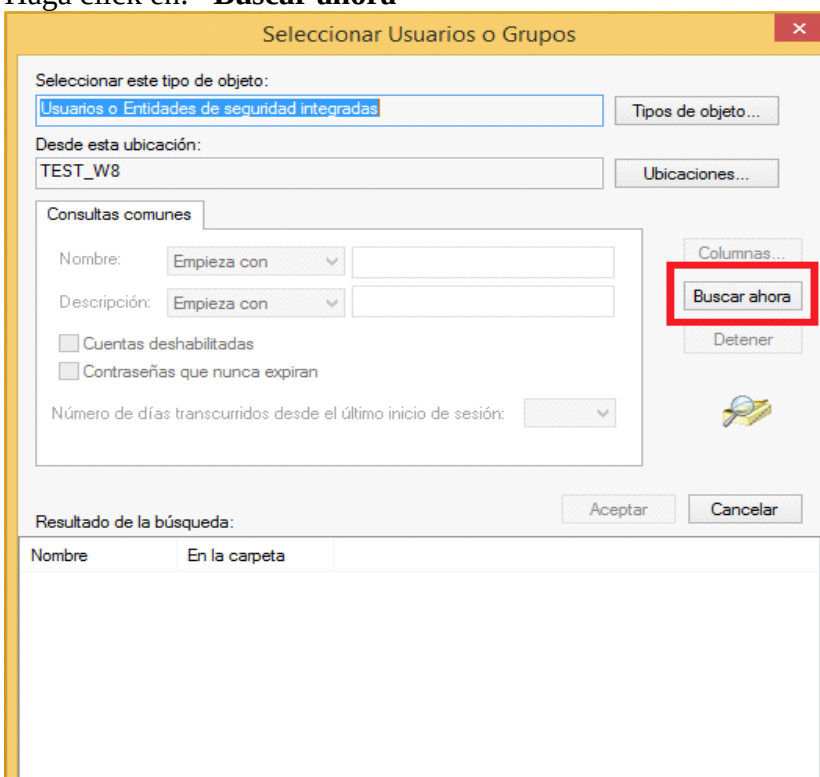 Haga click en: "Buscar ahora"
Seleccionar Usuarios o Grupos
Seleccionar este tipo de objeto:
Usuarios o Entidades de seguridad integradas
Tipos de objeto...
Desde esta ubicación:
TEST_W8
Ubicaciones...
Consultas comunes
Nombre:
Empieza con
Columnas...
Descripción:
Empieza con
Buscar ahora
Cuentas deshabilitadas
Detener
Contraseñas que nunca expiran
Número de días transcurridos desde el último inicio de sesión:
Aceptar
Cancelar
Resultado de la búsqueda:
Nombre
En la carpeta